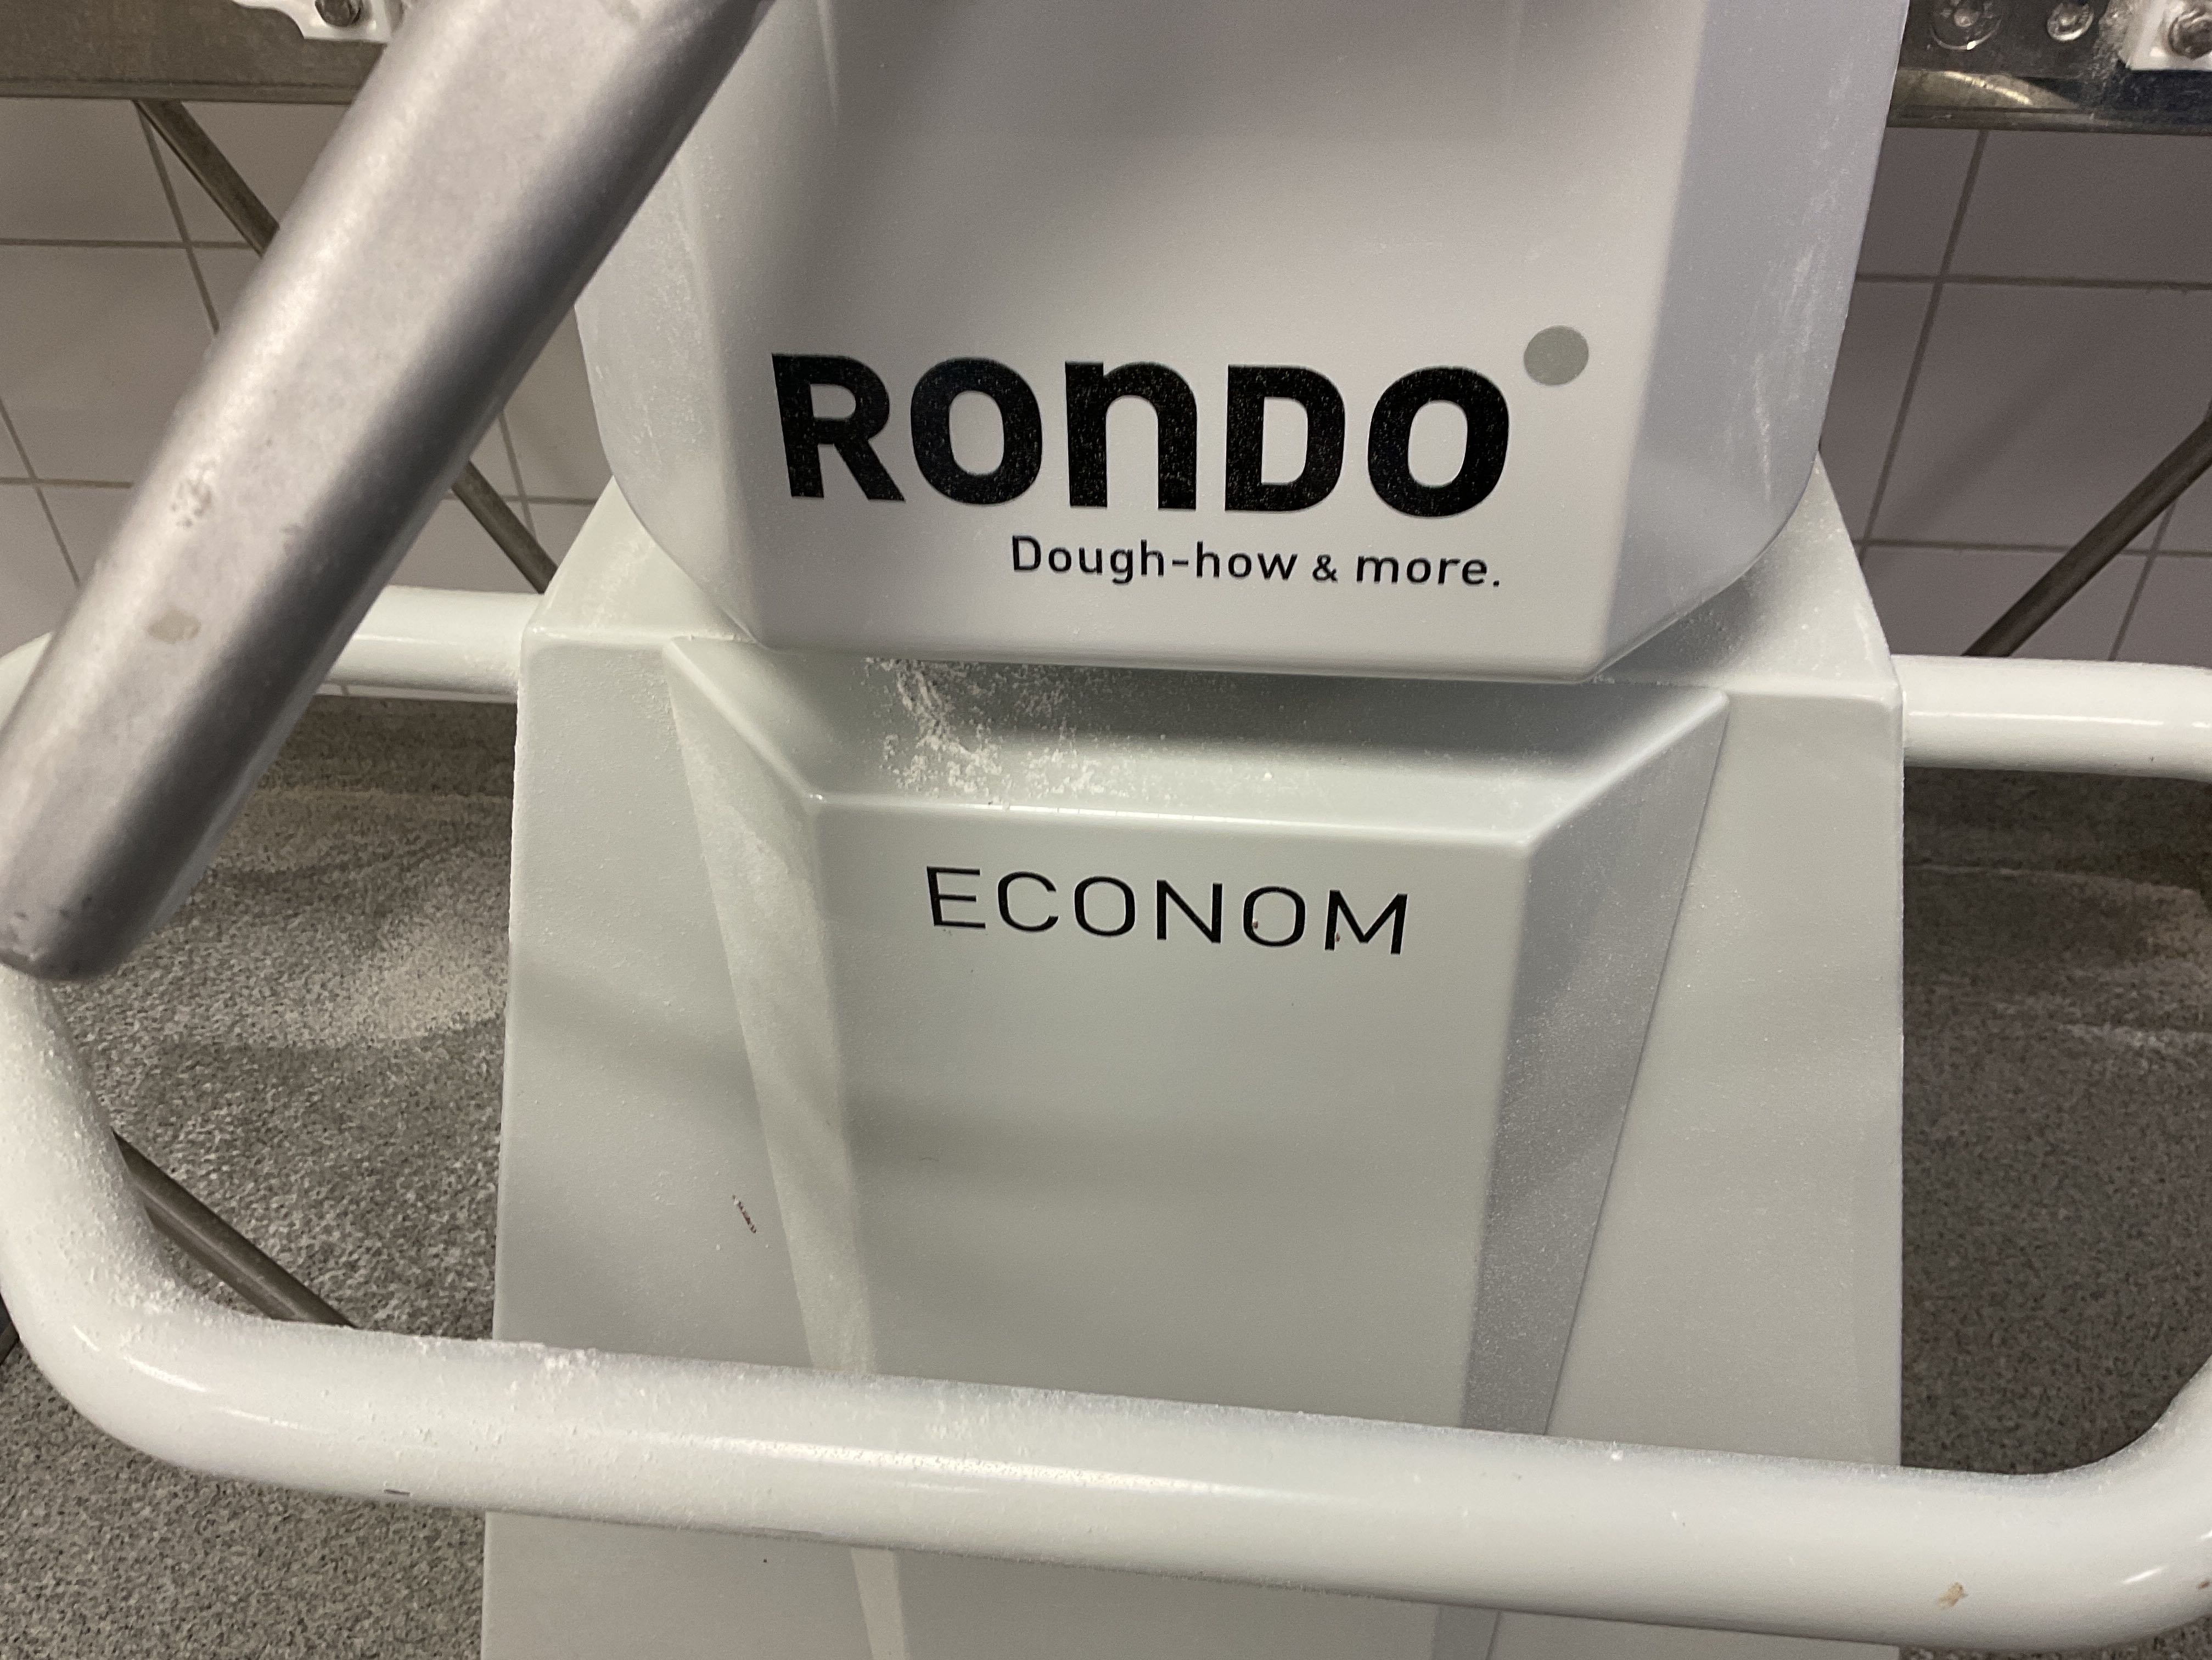 RONDO
Dough-how & more.
ECONOM